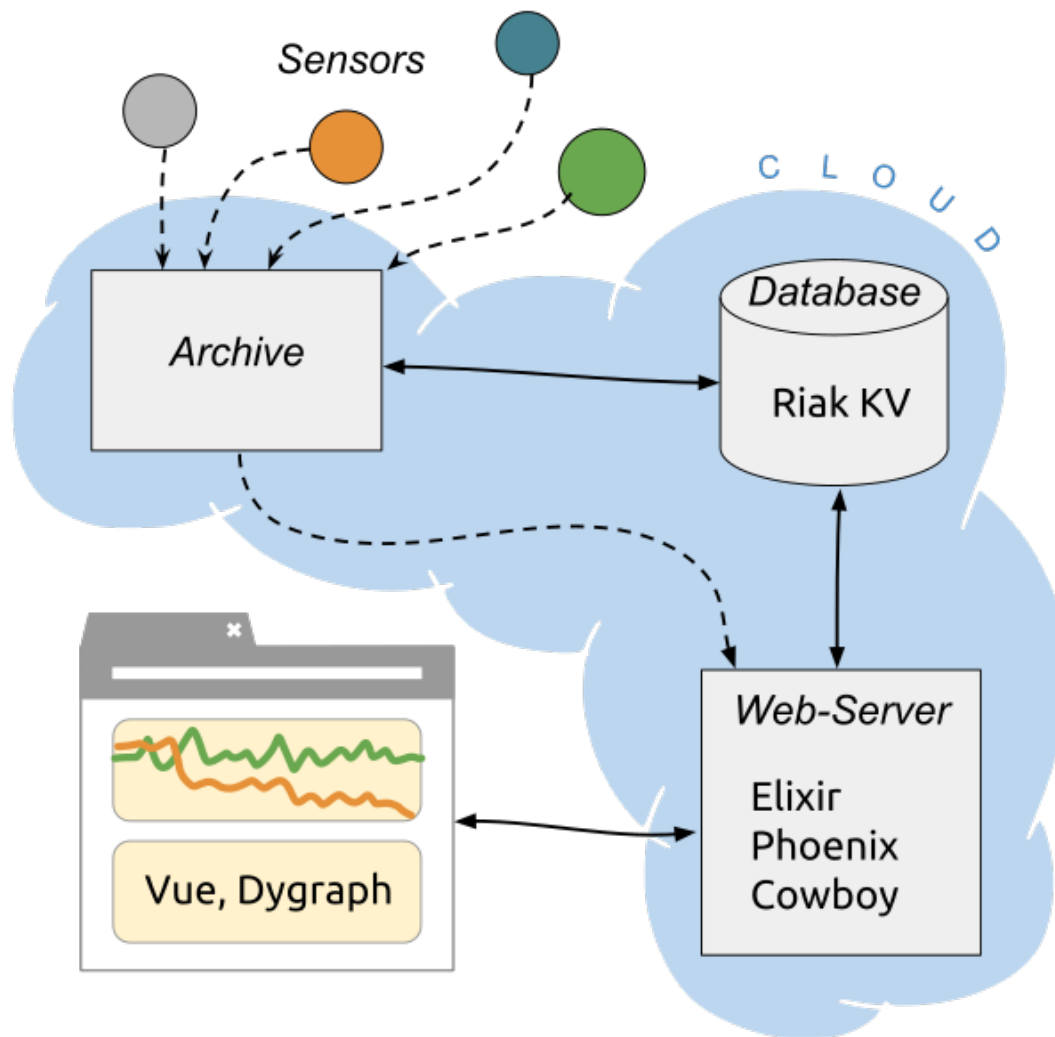 Sensors
C L O U D
Archive
Database
Riak KV
Web-Server
Elixir
Phoenix
Cowboy
Vue, Dygraph